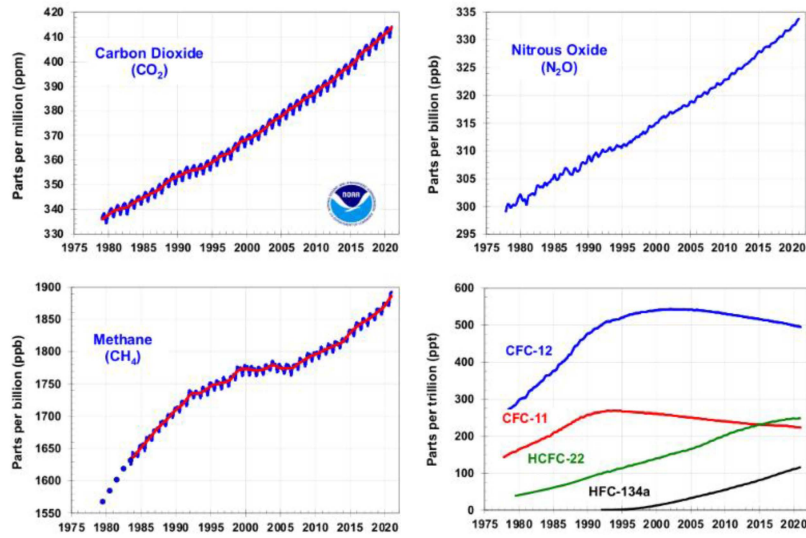 Carbon Dioxide
(CO₂)
Parts per million (ppm)
420
410
400
390
380
370
360
350
340
330
1975 1980 1985 1990 1995 2000 2005 2010 2015 2020
NOAA
Nitrous Oxide
(N₂O)
Parts per billion (ppb)
335
330
325
320
315
310
305
300
295
1975 1980 1985 1990 1995 2000 2005 2010 2015 2020
Methane
(CH₄)
Parts per billion (ppb)
1900
1850
1800
1750
1700
1650
1600
1550
1975 1980 1985 1990 1995 2000 2005 2010 2015 2020
Parts per trillion (ppt)
600
500
400
300
200
100
0
CFC-12
CFC-11
HCFC-22
HFC-134a
1975 1980 1985 1990 1995 2000 2005 2010 2015 2020